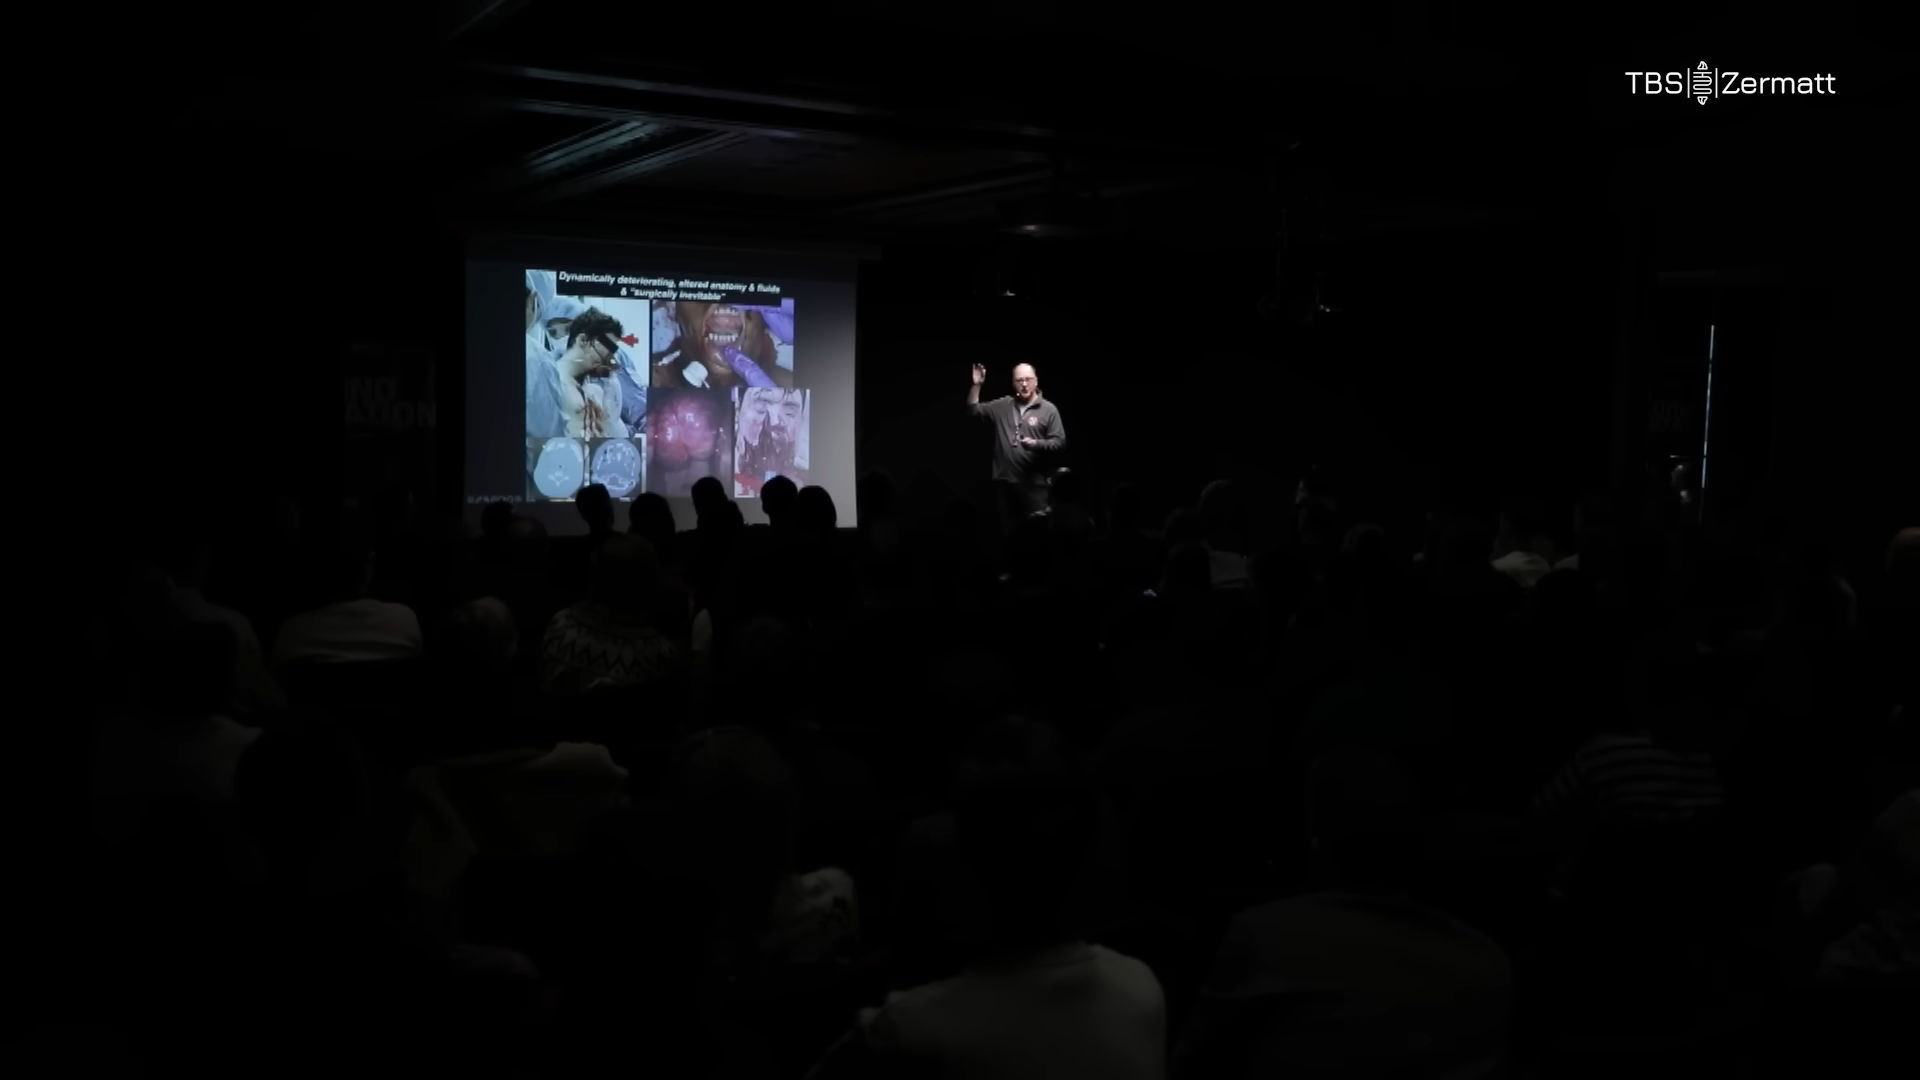 TBS Zermatt
Dynamically deteriorating, altered anatomy & fluids
& "surgically inevitable"